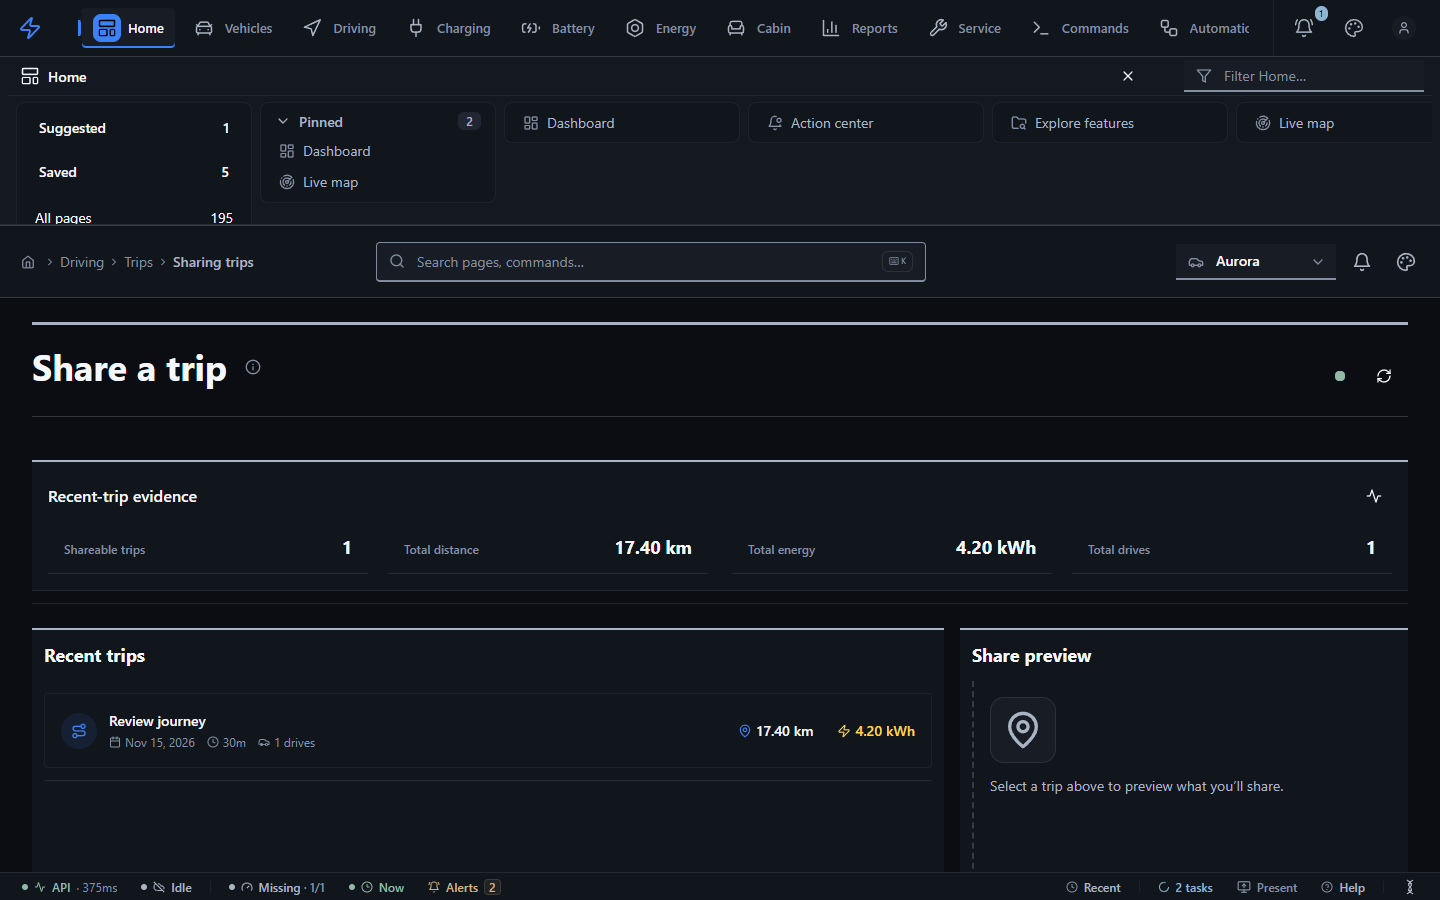 Home
Vehicles
Driving
Charging
Battery
Energy
Cabin
Reports
Service
Commands
Automatic
1
Home
Filter Home...
Suggested 1
Saved 5
All pages 195
Pinned 2
Dashboard
Live map
Dashboard
Action center
Explore features
Live map
Driving
Trips
Sharing trips
Search pages, commands...
K
Aurora
Share a trip
Recent-trip evidence
Shareable trips 1
Total distance 17.40 km
Total energy 4.20 kWh
Total drives 1
Recent trips
Review journey
Nov 15, 2026 30m 1 drives
17.40 km 4.20 kWh
Share preview
Select a trip above to preview what you’ll share.
API · 375ms
Idle
Missing · 1/1
Now
Alerts 2
Recent
2 tasks
Present
Help